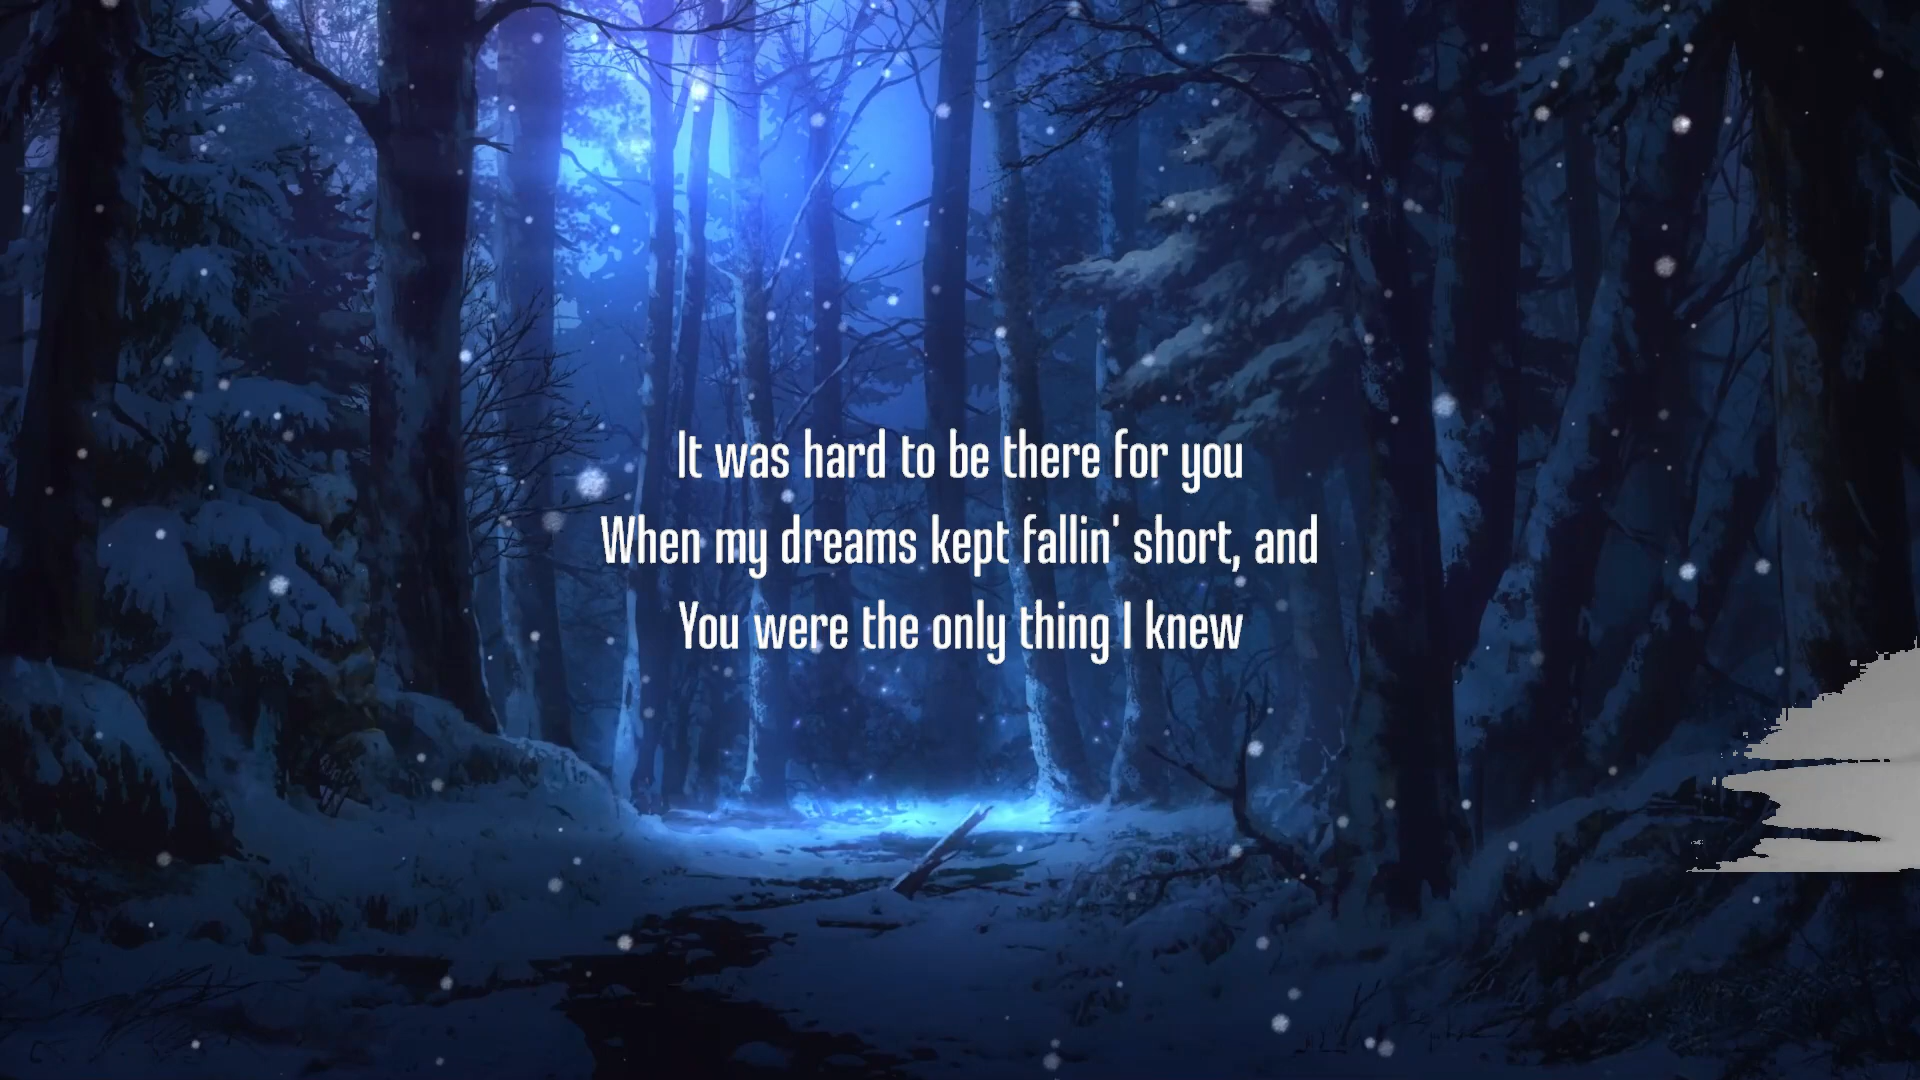 It was hard to be there for you
When my dreams kept fallin' short, and
You were the only thing I knew